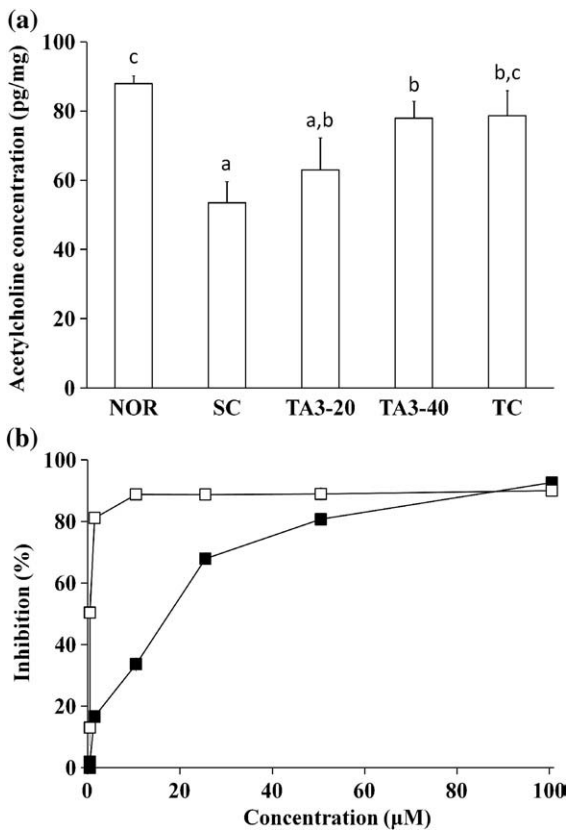 (a)
Acetylcholine concentration (pg/mg)
100
80
60
40
20
0
c
a
a,b
b
b,c
NOR SC TA3-20 TA3-40 TC
(b)
Inhibition (%)
100
80
60
40
20
0
0 20 40 60 80 100
Concentration (μM)